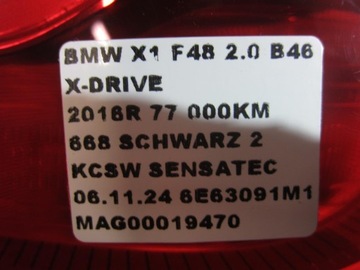 BMW X1 F48 2.0 B46
X-DRIVE
2016R 77 000KM
668 SCHWARZ 2
KCSW SENSATEC
06.11.24 6E63091M1
MAG00019470